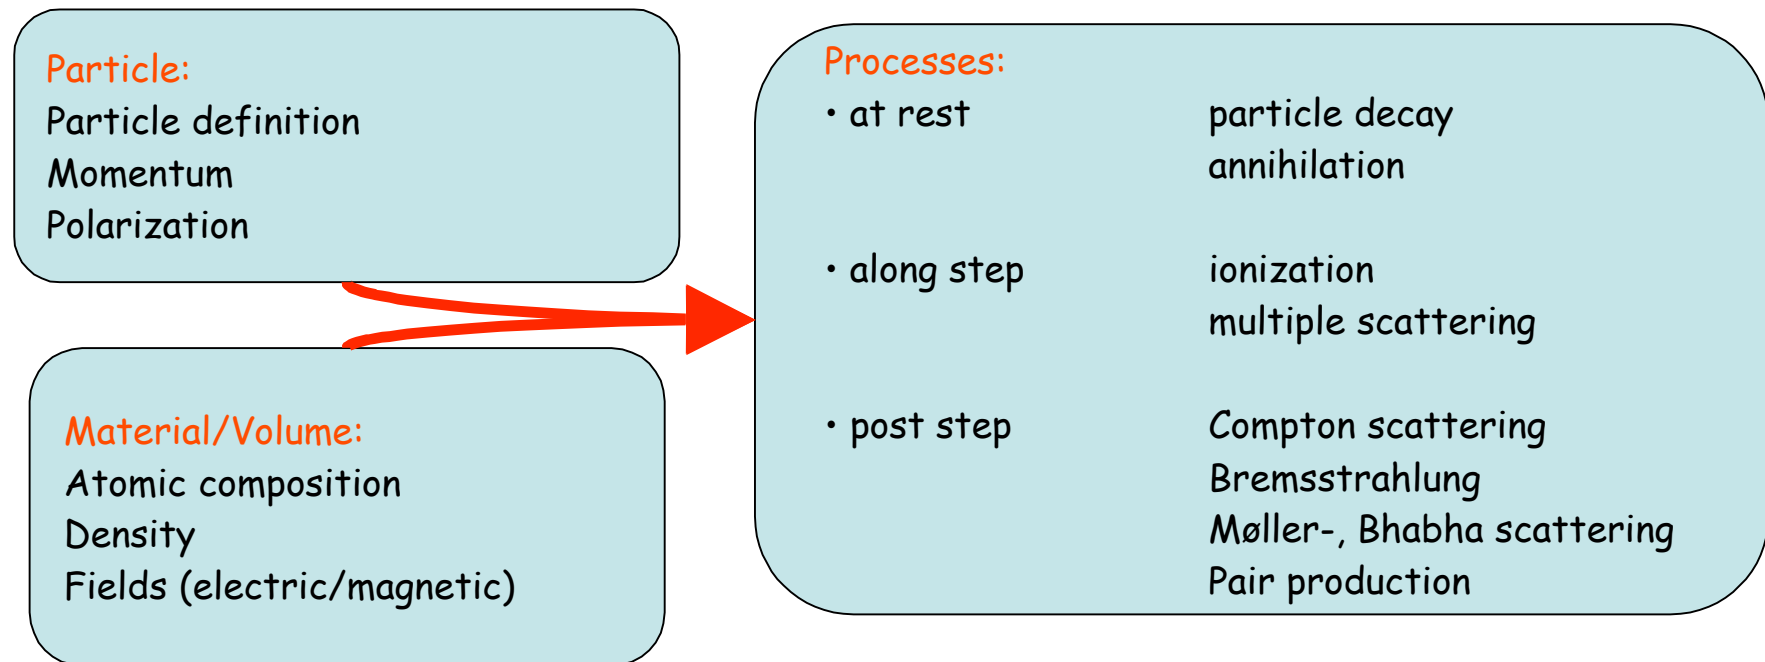 Particle:
Particle definition
Momentum
Polarization
Material/Volume:
Atomic composition
Density
Fields (electric/magnetic)
Processes:
• at rest particle decay
annihilation
• along step ionization
multiple scattering
• post step Compton scattering
Bremsstrahlung
Møller-, Bhabha scattering
Pair production